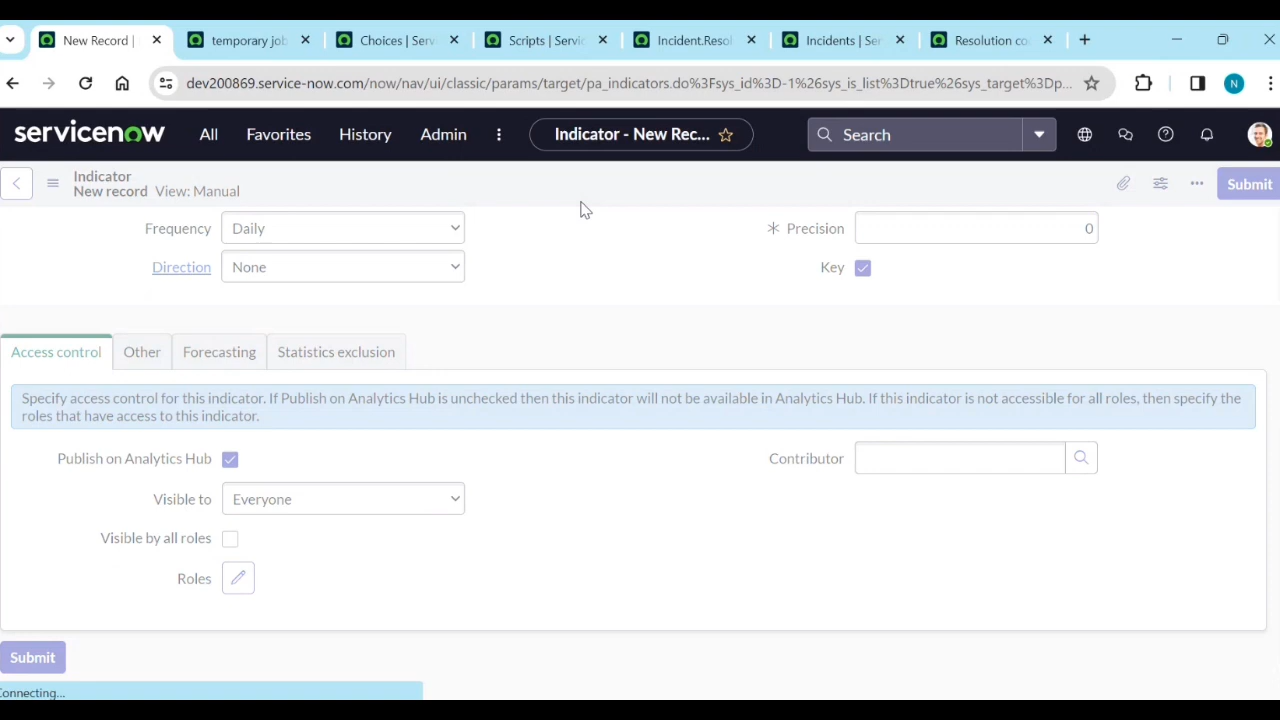 New Record |
temporary job
Choices | Serv
Scripts | Servic
Incident.Resol
Incidents | Ser
Resolution co
dev200869.service-now.com/now/nav/ui/classic/params/target/pa_indicators.do%3Fsys_id%3D-1%26sys_is_list%3Dtrue%26sys_target%3Dp...
N
servicenow
All
Favorites
History
Admin
Indicator - New Rec...
Search
Indicator
New record View: Manual
Submit
Frequency
Daily
Precision
0
Direction
None
Key
Access control
Other
Forecasting
Statistics exclusion
Specify access control for this indicator. If Publish on Analytics Hub is unchecked then this indicator will not be available in Analytics Hub. If this indicator is not accessible for all roles, then specify the
roles that have access to this indicator.
Publish on Analytics Hub
Contributor
Visible to
Everyone
Visible by all roles
Roles
Submit
Connecting...